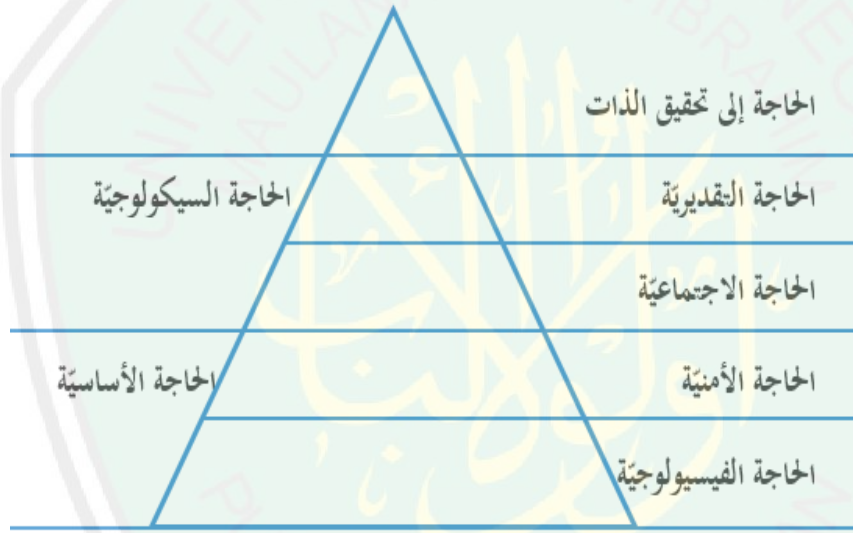 الحاجة إلى تحقيق الذات
الحاجة التقديريّة
الحاجة السيكولوجيّة
الحاجة الاجتماعيّة
الحاجة الأمنيّة
الحاجة الأساسيّة
الحاجة الفيسيولوجيّة